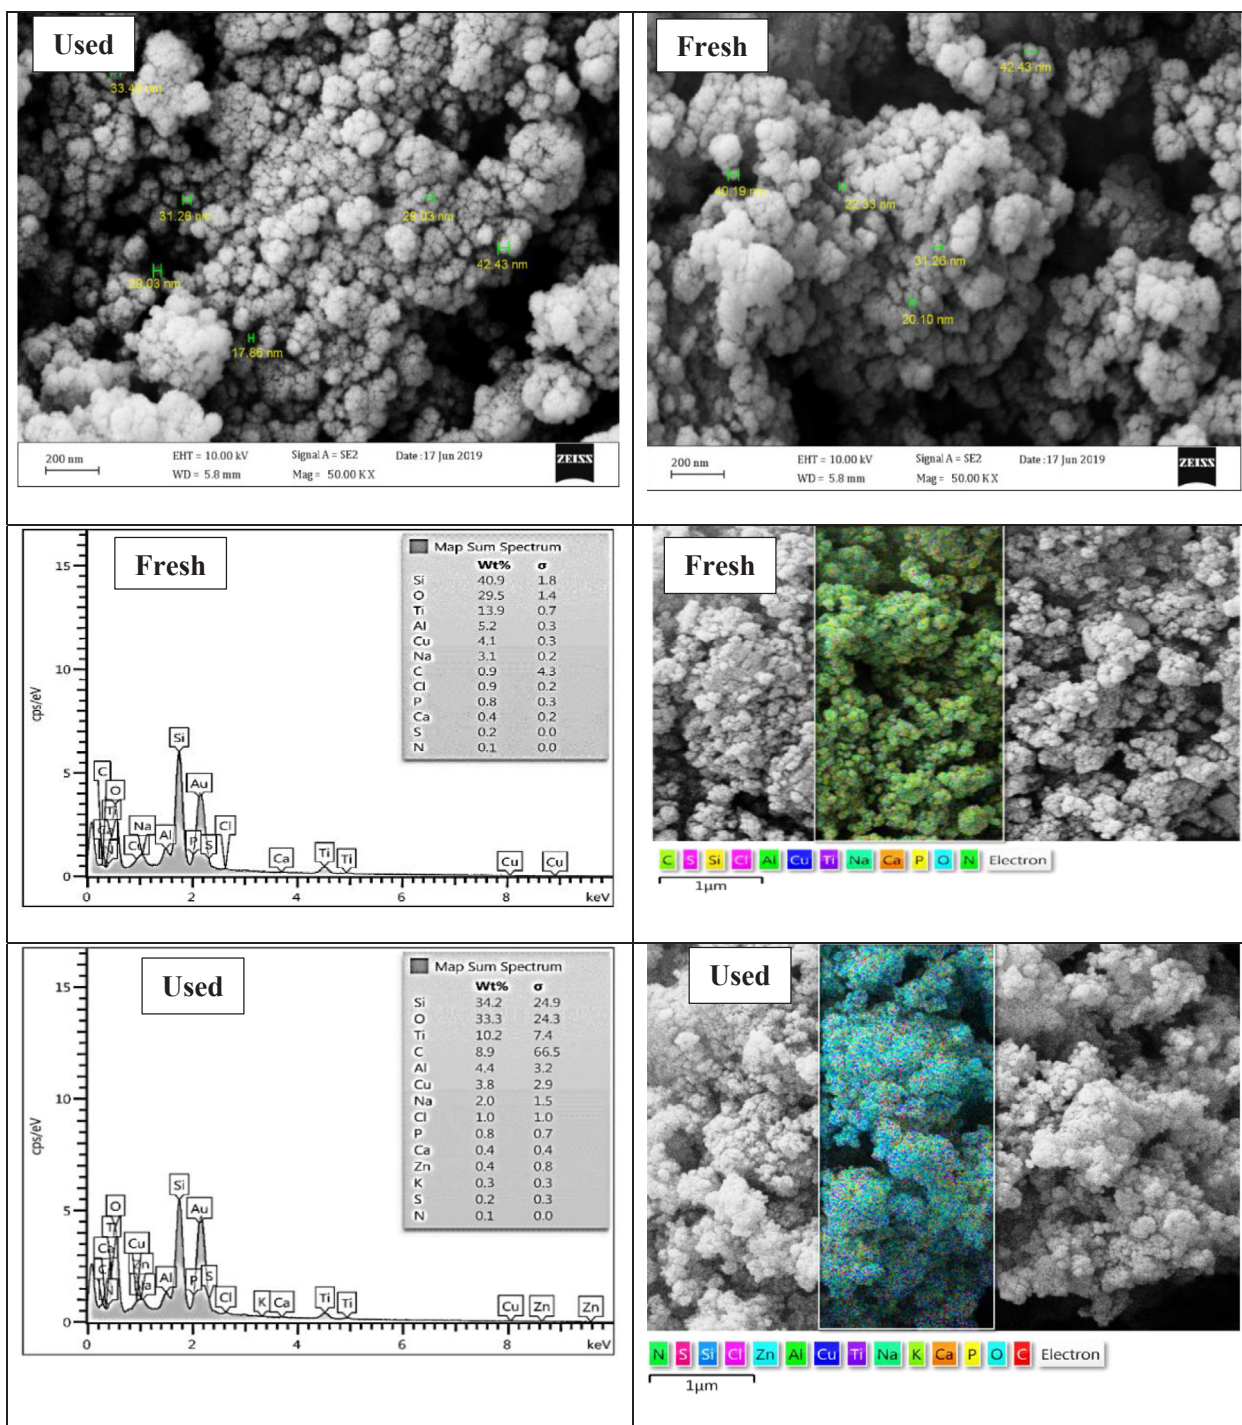 Used
33.48 nm
31.26 nm
29.03 nm
42.43 nm
29.03 nm
17.86 nm
200 nm
EHT = 10.00 kV
Signal A = SE2
Date :17 Jun 2019
WD = 5.8 mm
Mag = 50.00 K X
ZEISS
Fresh
42.43 nm
40.19 nm
22.33 nm
31.26 nm
20.10 nm
200 nm
EHT = 10.00 kV
Signal A = SE2
Date :17 Jun 2019
WD = 5.8 mm
Mag = 50.00 K X
ZEISS
Fresh
Map Sum Spectrum
Wt% σ
Si 40.9 1.8
O 29.5 1.4
Ti 13.9 0.7
Al 5.2 0.3
Cu 4.1 0.3
Na 3.1 0.2
C 0.9 4.3
Cl 0.9 0.2
P 0.8 0.3
Ca 0.4 0.2
S 0.2 0.0
N 0.1 0.0
cps/eV
15
10
5
0
Si
C
Au
O
Ti
Ca
N
Na
Cu
Al
P
S
Cl
Ca
Ti
Ti
Cu
Cu
0 2 4 6 8 keV
Fresh
C S Si Cl Al Cu Ti Na Ca P O N Electron
1µm
Used
Map Sum Spectrum
Wt% σ
Si 34.2 24.9
O 33.3 24.3
Ti 10.2 7.4
C 8.9 66.5
Al 4.4 3.2
Cu 3.8 2.9
Na 2.0 1.5
Cl 1.0 1.0
P 0.8 0.7
Ca 0.4 0.4
Zn 0.4 0.8
K 0.3 0.3
S 0.2 0.3
N 0.1 0.0
cps/eV
15
10
5
0
Si
O
Au
Ti
Ca
C
N
Cu
Zn
Na
Al
P
S
Cl
K
Ca
Ti
Ti
Cu
Zn
Zn
0 2 4 6 8 keV
Used
N S Si Cl Zn Al Cu Ti Na K Ca P O C Electron
1µm